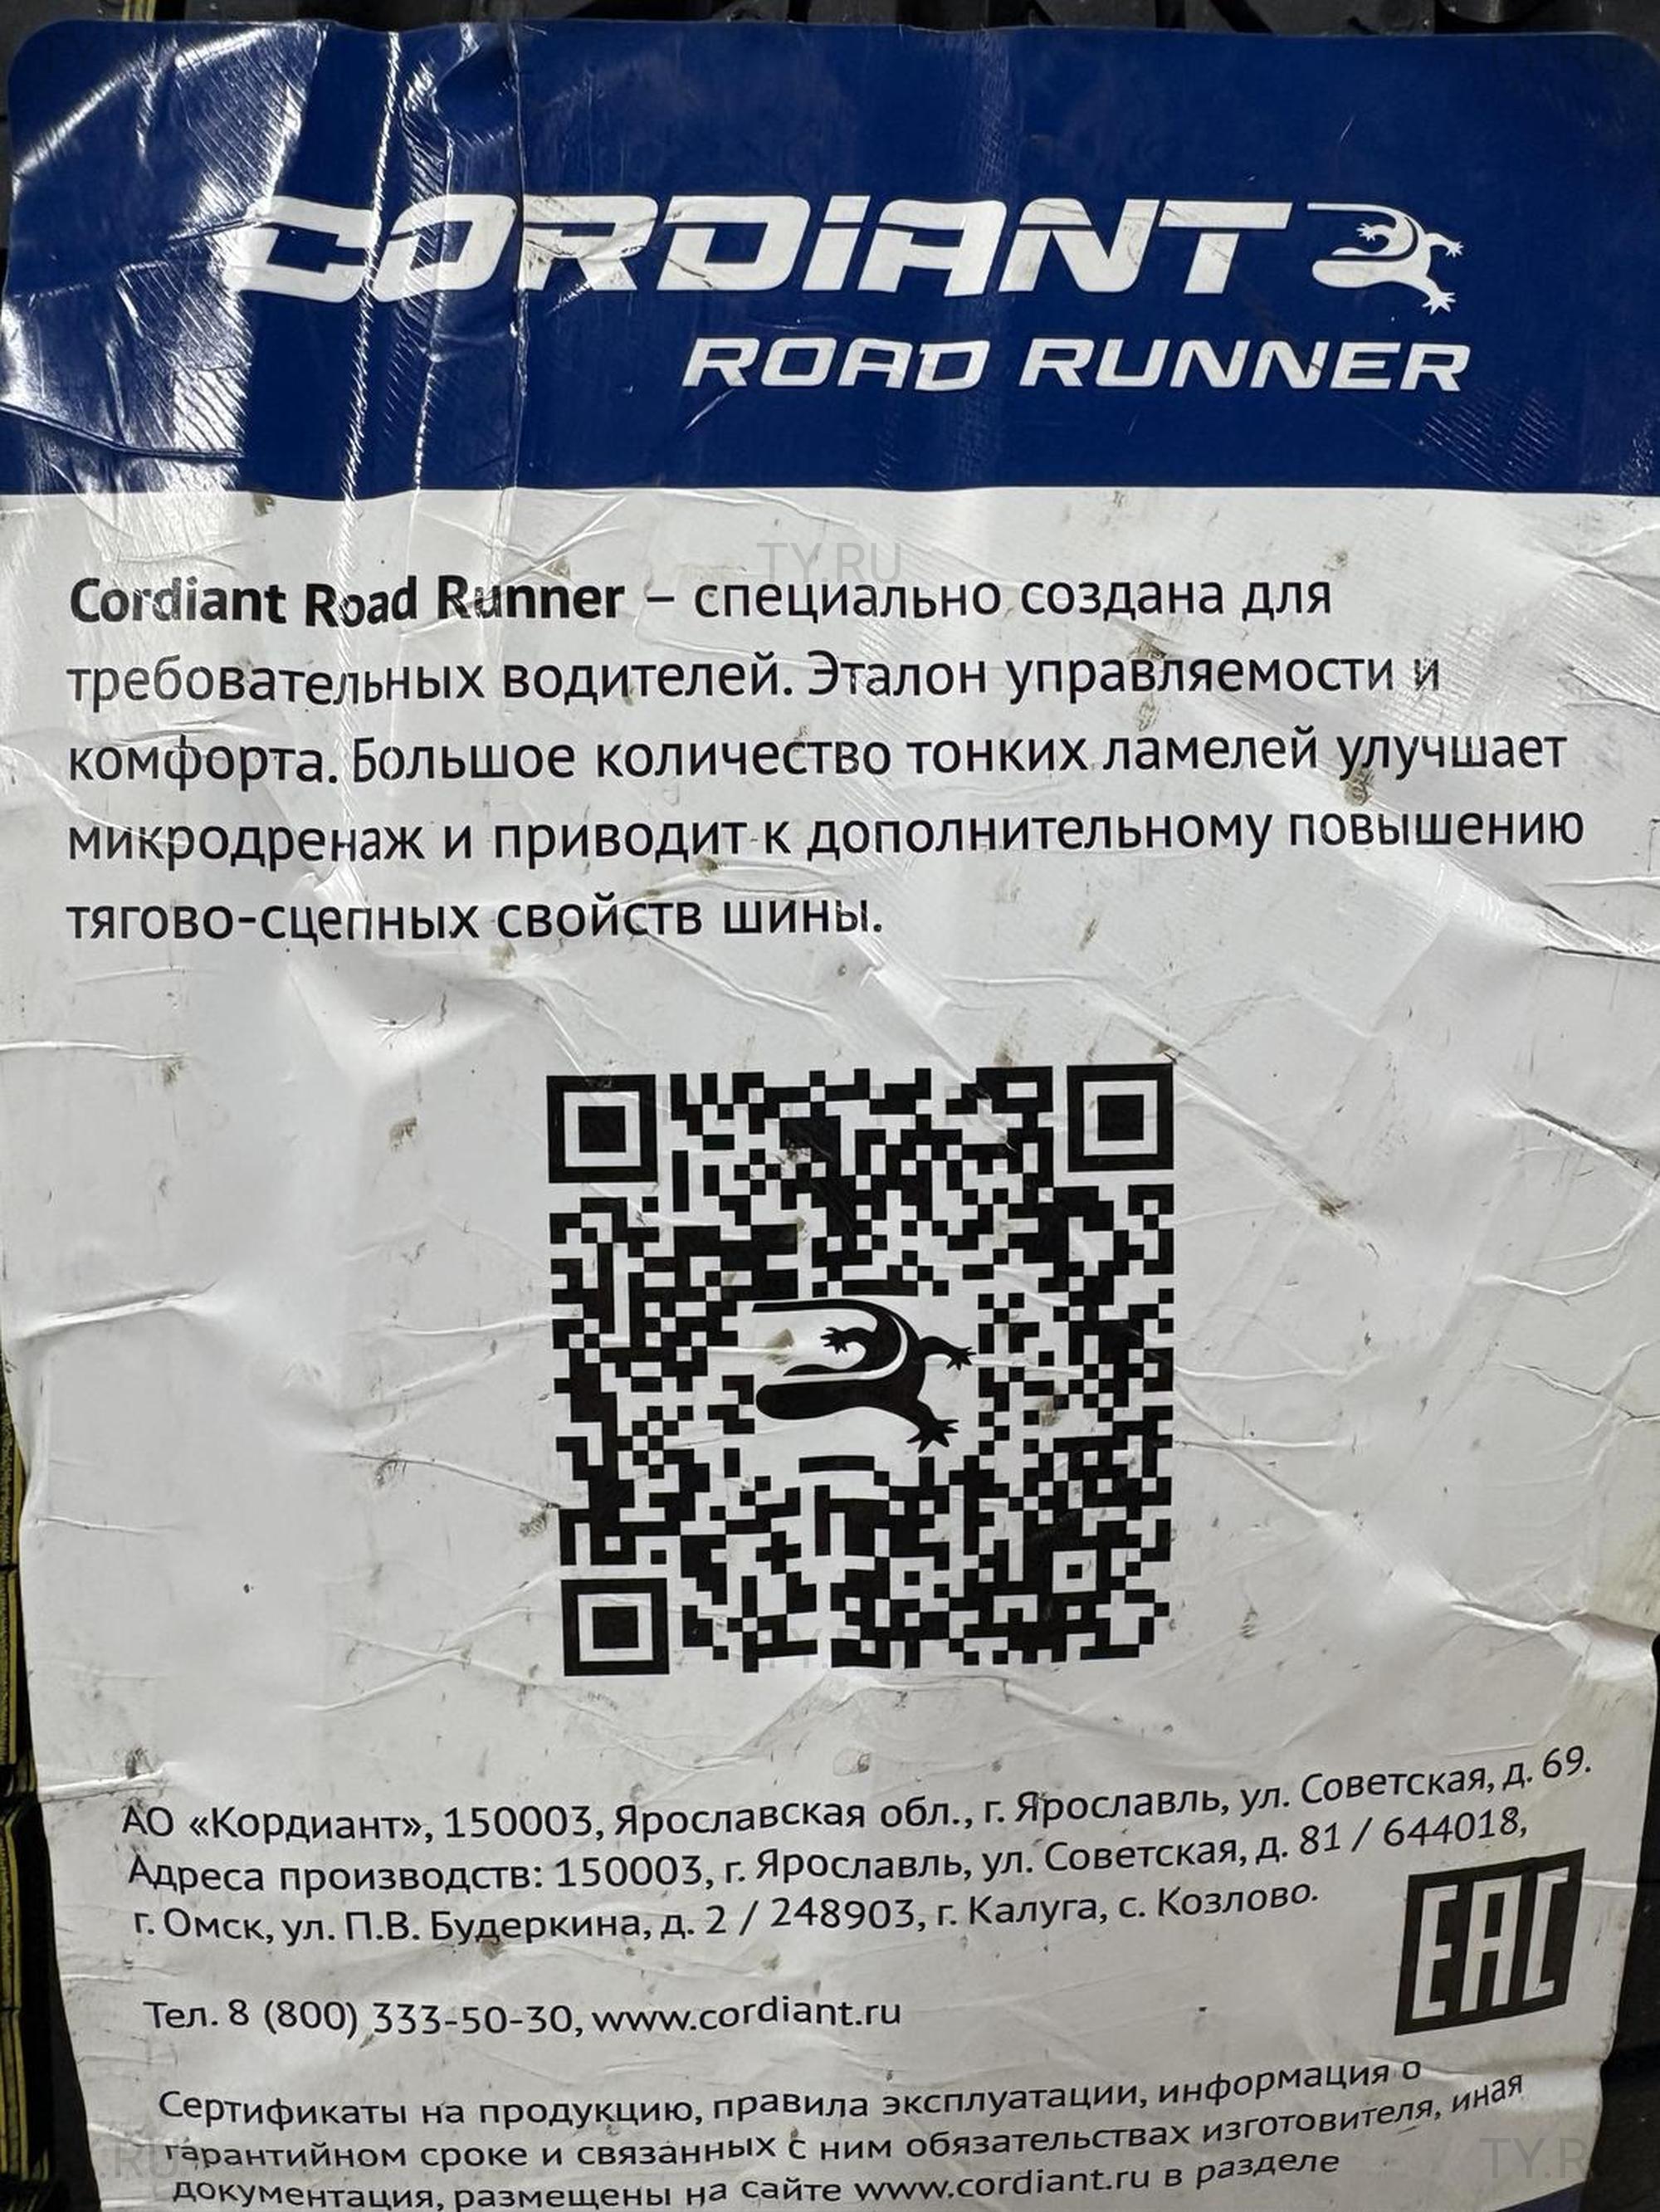 CORDIANT
ROAD RUNNER
TY.RU
Cordiant Road Runner – специально создана для
требовательных водителей. Эталон управляемости и
комфорта. Большое количество тонких ламелей улучшает
микродренаж и приводит к дополнительному повышению
тягово-сцепных свойств шины.
АО «Кордиант», 150003, Ярославская обл., г. Ярославль, ул. Советская, д. 69.
Адреса производств: 150003, г. Ярославль, ул. Советская, д. 81 / 644018,
г. Омск, ул. П.В. Будеркина, д. 2 / 248903, г. Калуга, с. Козлово.
EAC
Тел. 8 (800) 333-50-30, www.cordiant.ru
Сертификаты на продукцию, правила эксплуатации, информация о
гарантийном сроке и связанных с ним обязательствах изготовителя, иная
документация, размещены на сайте www.cordiant.ru в разделе